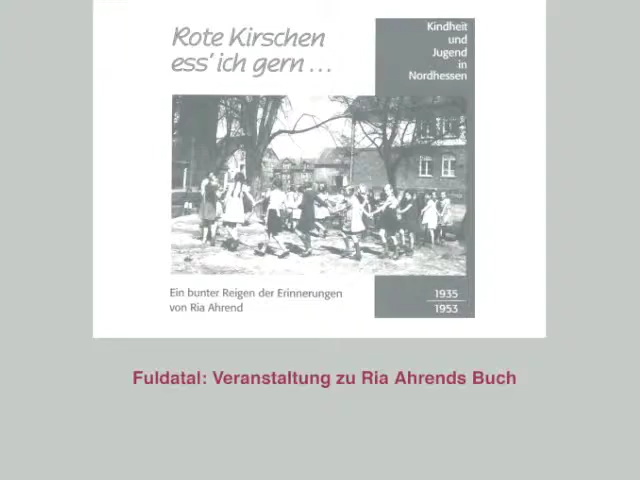 Rote Kirschen
ess' ich gern ...
Kindheit
und
Jugend
in
Nordhessen
Ein bunter Reigen der Erinnerungen
von Ria Ahrend
1935
1953
Fuldatal: Veranstaltung zu Ria Ahrends Buch